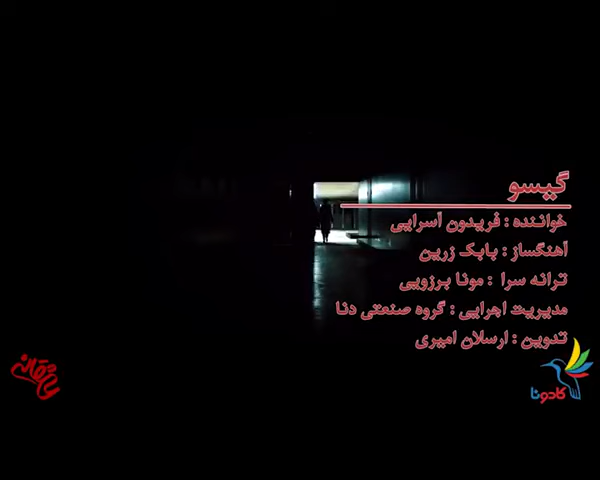 گیسو
خواننده : فریدون آسرایی
آهنگساز : بابک زرین
ترانه سرا : مونا برزویی
مدیریت اجرایی : گروه صنعتی دنا
تدوین : ارسلان امیری
عاشقانه
کادونا